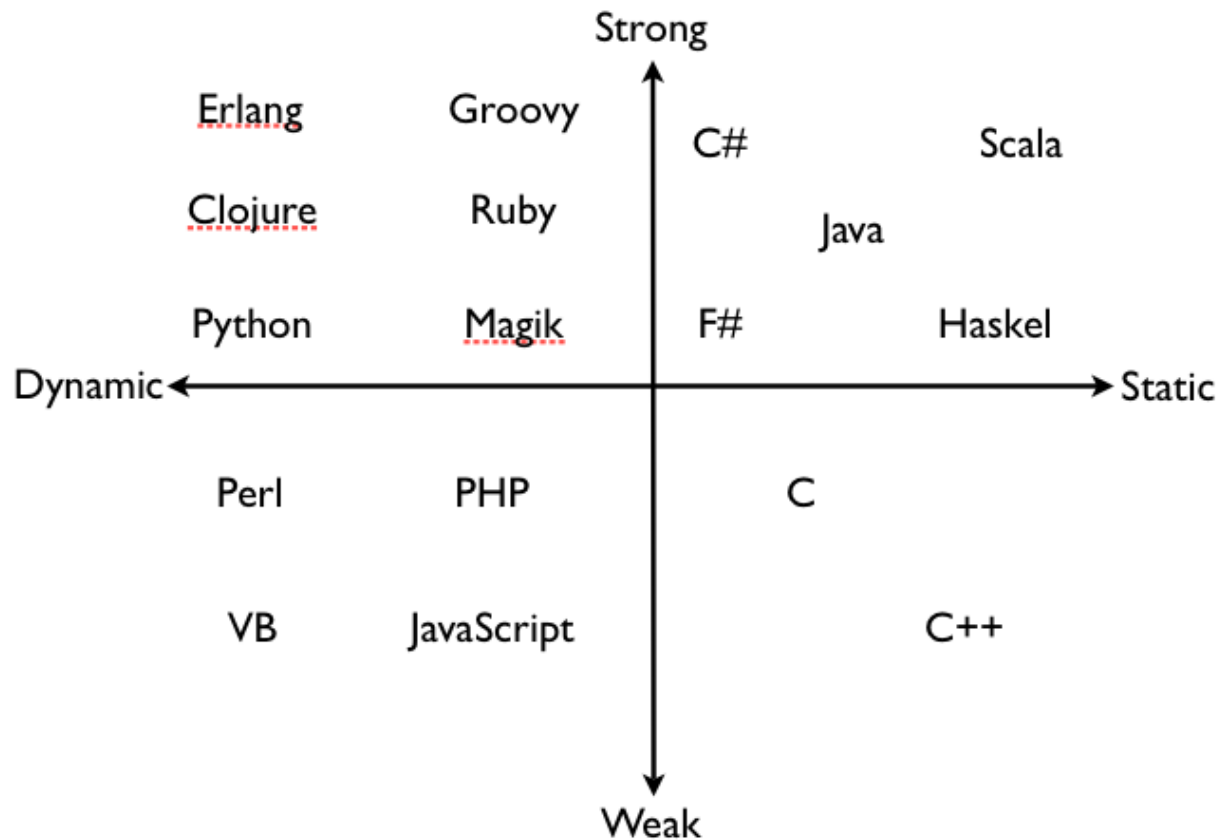 Strong
Erlang Groovy
C# Scala
Clojure Ruby
Java
Python Magik F# Haskel
Dynamic Static
Perl PHP C
VB JavaScript C++
Weak